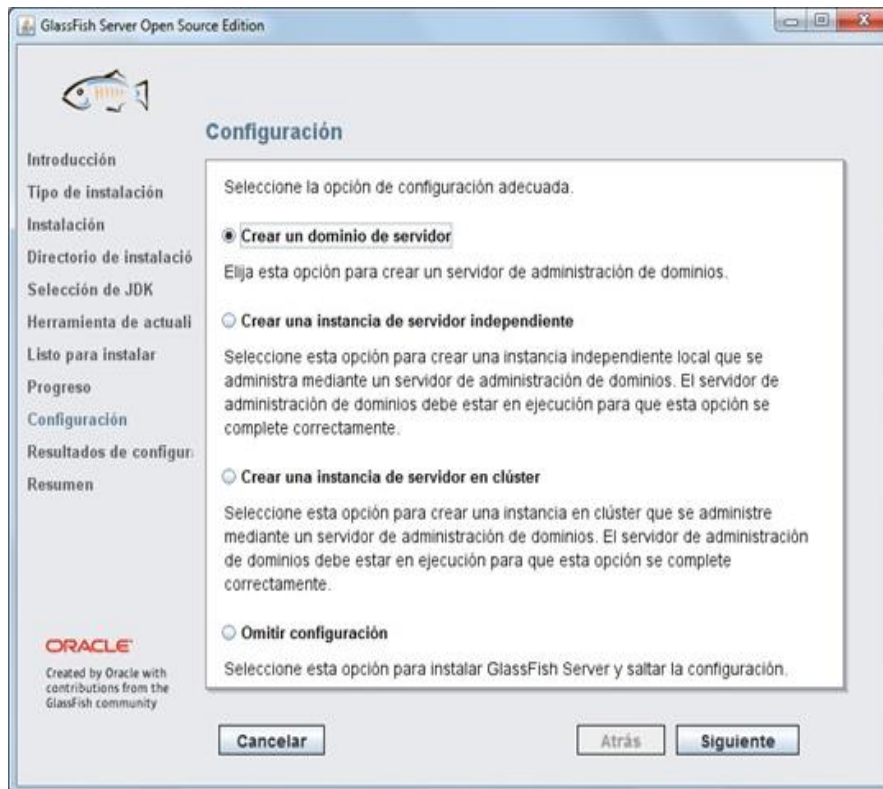 GlassFish Server Open Source Edition
Configuración
Introducción
Tipo de instalación
Instalación
Directorio de instalació
Selección de JDK
Herramienta de actuali
Listo para instalar
Progreso
Configuración
Resultados de configur
Resumen
Seleccione la opción de configuración adecuada.
Crear un dominio de servidor
Elija esta opción para crear un servidor de administración de dominios.
Crear una instancia de servidor independiente
Seleccione esta opción para crear una instancia independiente local que se
administra mediante un servidor de administración de dominios. El servidor de
administración de dominios debe estar en ejecución para que esta opción se
complete correctamente.
Crear una instancia de servidor en clúster
Seleccione esta opción para crear una instancia en clúster que se administre
mediante un servidor de administración de dominios. El servidor de administración
de dominios debe estar en ejecución para que esta opción se complete
correctamente.
Omitir configuración
Seleccione esta opción para instalar GlassFish Server y saltar la configuración.
ORACLE
Created by Oracle with
contributions from the
GlassFish community
Cancelar
Atrás
Siguiente